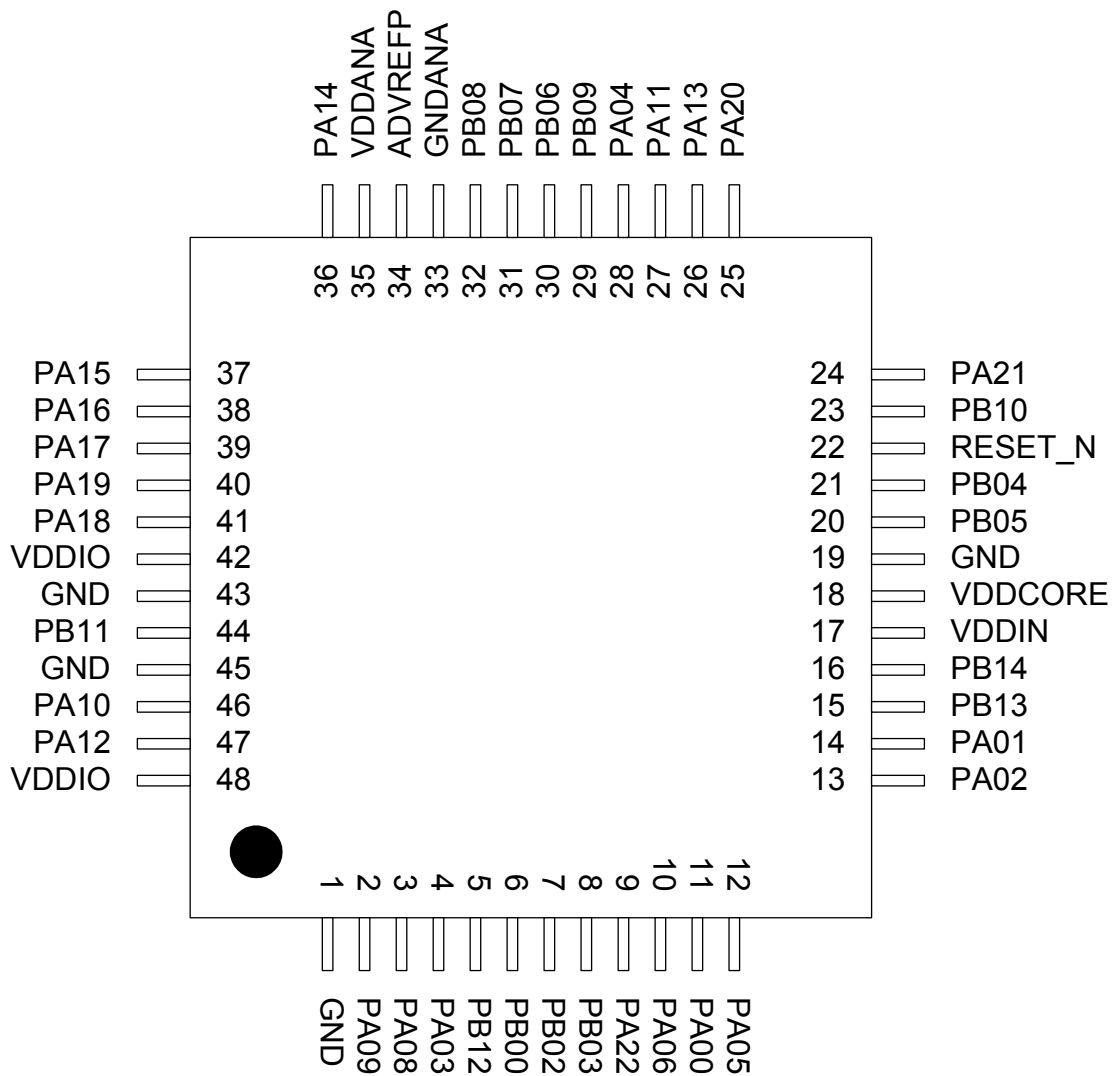 PA14
VDDANA
ADVREFP
GNDANA
PB08
PB07
PB06
PB09
PA04
PA11
PA13
PA20
36
35
34
33
32
31
30
29
28
27
26
25
PA15 37
PA16 38
PA17 39
PA19 40
PA18 41
VDDIO 42
GND 43
PB11 44
GND 45
PA10 46
PA12 47
VDDIO 48
24 PA21
23 PB10
22 RESET_N
21 PB04
20 PB05
19 GND
18 VDDCORE
17 VDDIN
16 PB14
15 PB13
14 PA01
13 PA02
1
2
3
4
5
6
7
8
9
10
11
12
GND
PA09
PA08
PA03
PB12
PB00
PB02
PB03
PA22
PA06
PA00
PA05